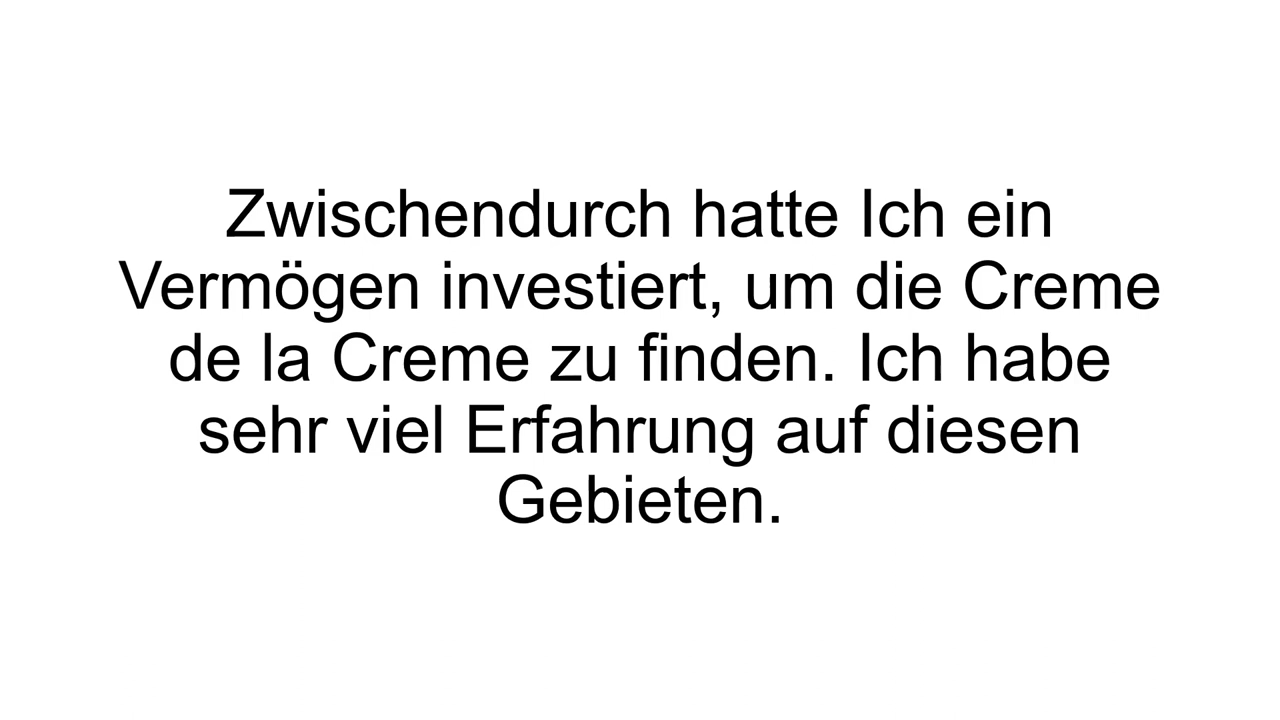 Zwischendurch hatte Ich ein
Vermögen investiert, um die Creme
de la Creme zu finden. Ich habe
sehr viel Erfahrung auf diesen
Gebieten.